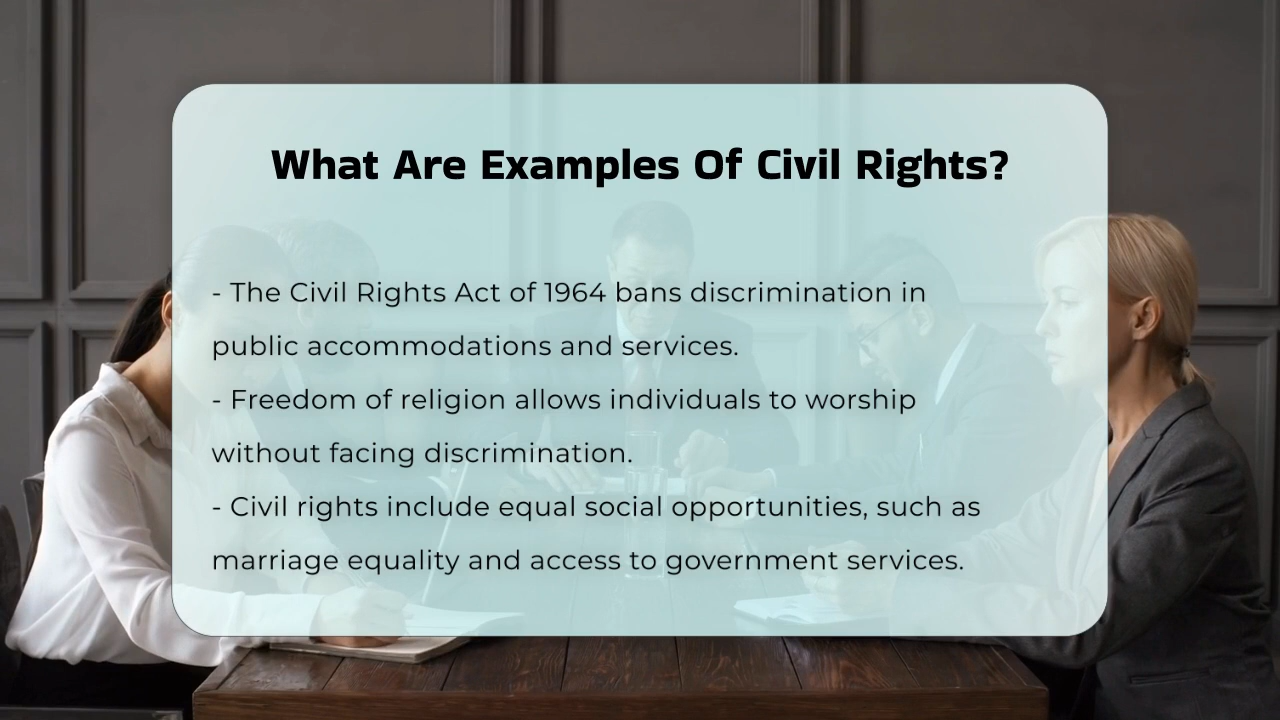 What Are Examples Of Civil Rights?
- The Civil Rights Act of 1964 bans discrimination in
public accommodations and services.
- Freedom of religion allows individuals to worship
without facing discrimination.
- Civil rights include equal social opportunities, such as
marriage equality and access to government services.